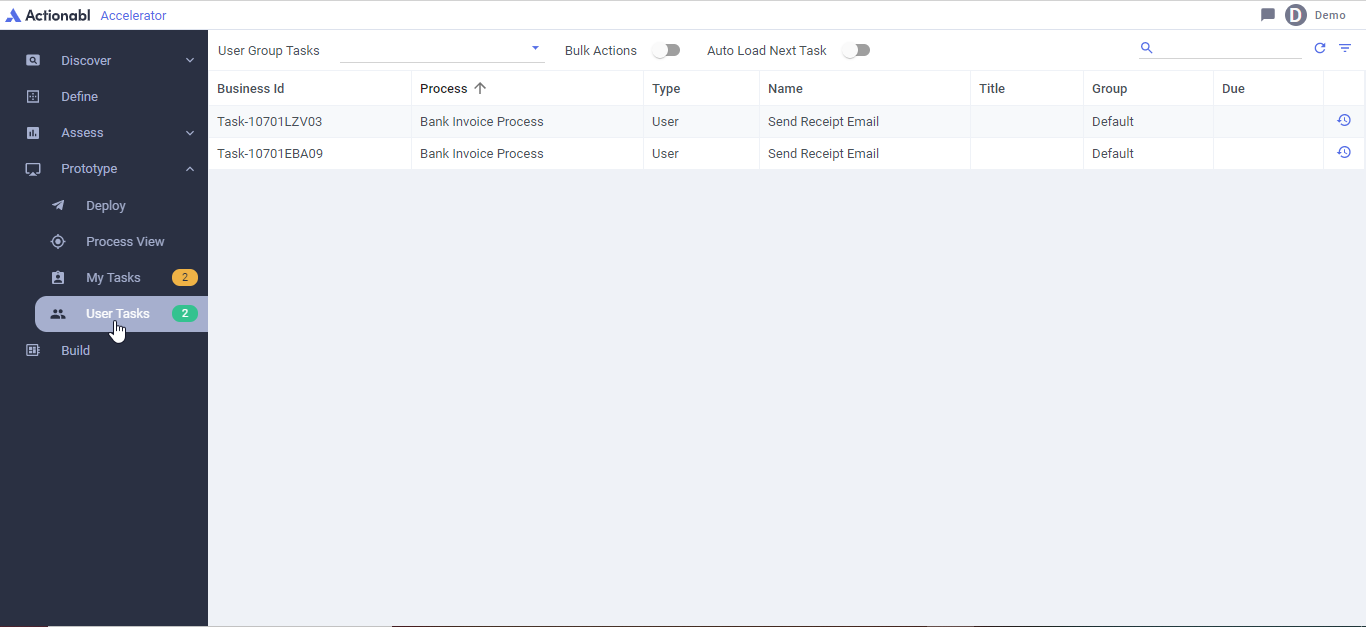 Actionabl Accelerator
D Demo
Discover
Define
Assess
Prototype
Deploy
Process View
My Tasks 2
User Tasks 2
Build
User Group Tasks Bulk Actions Auto Load Next Task
Business Id Process Type Name Title Group Due
Task-10701LZV03 Bank Invoice Process User Send Receipt Email Default
Task-10701EBA09 Bank Invoice Process User Send Receipt Email Default